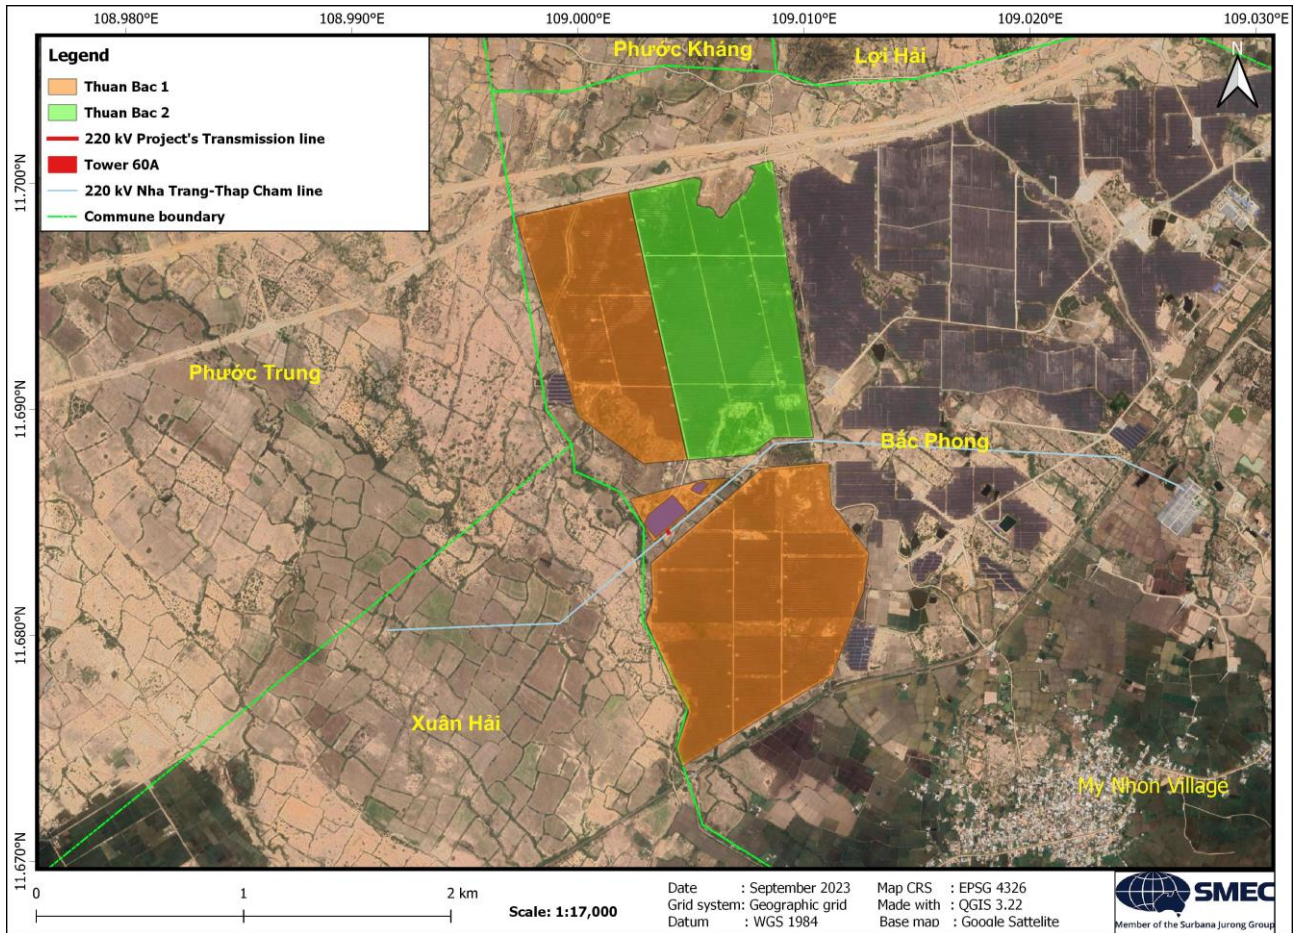 108.980°E 108.990°E 109.000°E 109.010°E 109.020°E 109.030°E
Legend
Thuan Bac 1
Thuan Bac 2
220 kV Project's Transmission line
Tower 60A
220 kV Nha Trang-Thap Cham line
Commune boundary
Phước Kháng
Lợi Hải
N
11.700°N
Phước Trung
11.690°N
Bắc Phong
11.680°N
Xuân Hải
My Nhon Village
11.670°N
0 1 2 km
Scale: 1:17,000
Date : September 2023
Grid system: Geographic grid
Datum : WGS 1984
Map CRS : EPSG 4326
Made with : QGIS 3.22
Base map : Google Sattelite
SMEC
Member of the Surbana Jurong Group